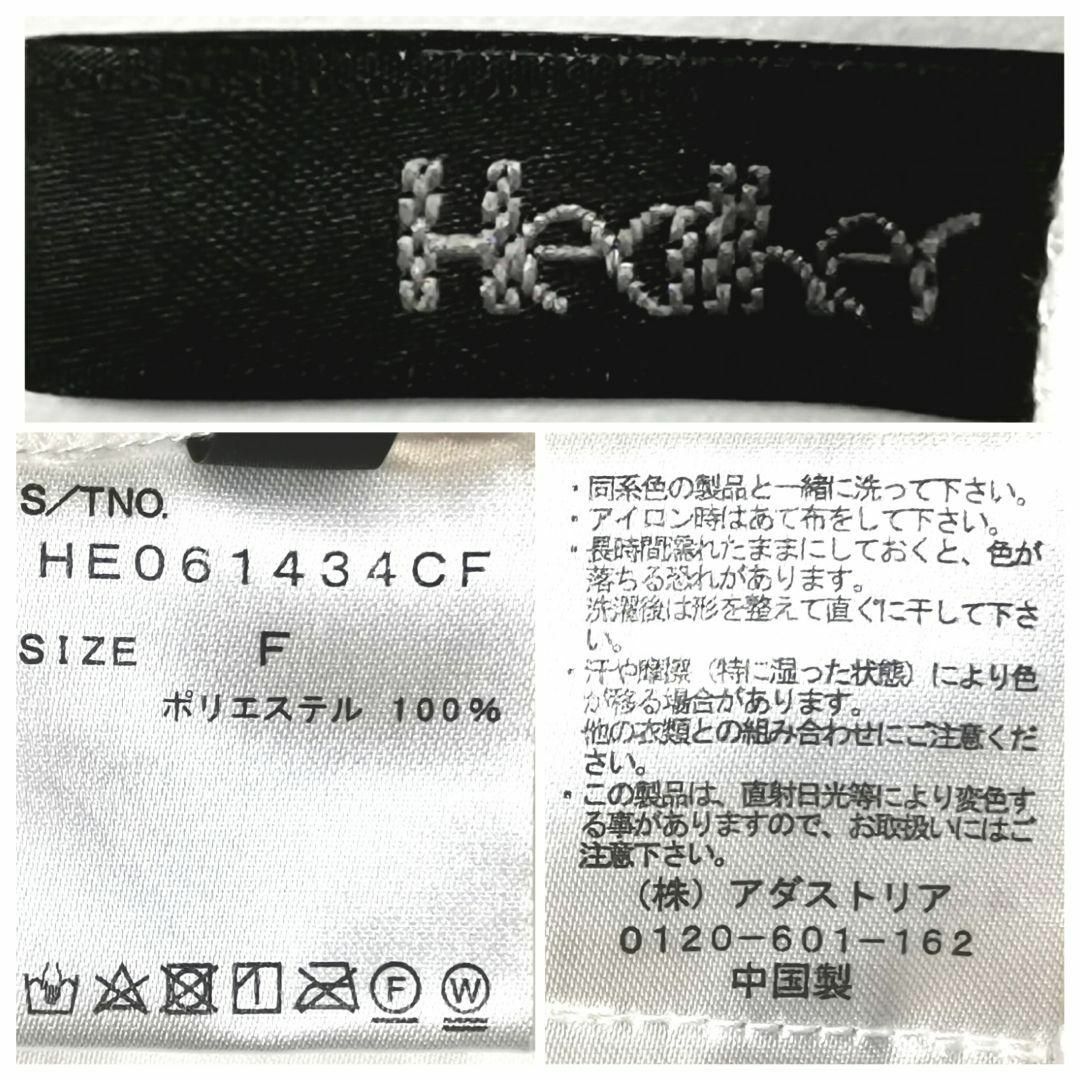 Heather
S/TNO.
HE061434CF
SIZE F
ポリエステル 100%
F W
・同系色の製品と一緒に洗って下さい。
・アイロン時はあて布をして下さい。
・長時間濡れたままにしておくと、色が
落ちる恐れがあります。
洗濯後は形を整えて直ぐに干して下さ
い。
・汗や摩擦（特に湿った状態）により色
が移る場合があります。
他の衣類との組み合わせにご注意くだ
さい。
・この製品は、直射日光等により変色す
る事がありますので、お取扱いにはご
注意下さい。
（株）アダストリア
0120-601-162
中国製